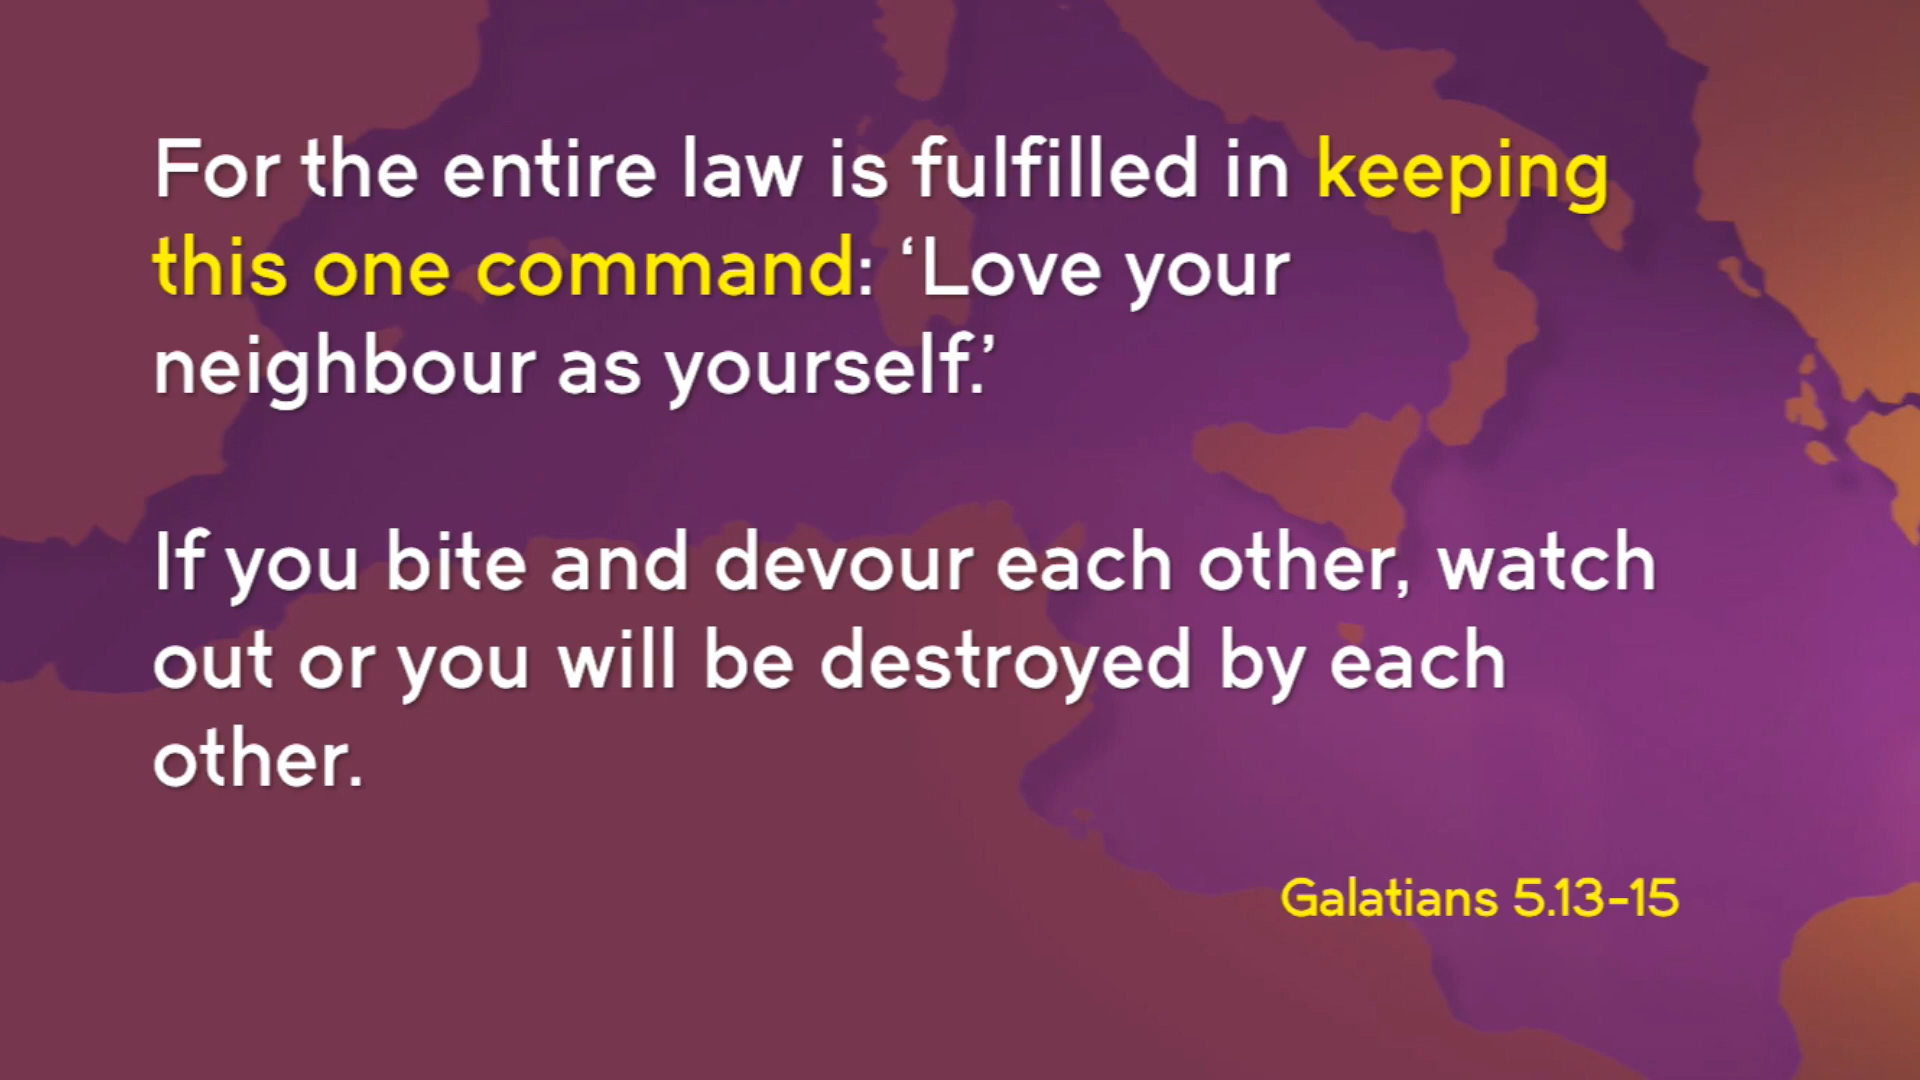 For the entire law is fulfilled in keeping
this one command: ‘Love your
neighbour as yourself.’
If you bite and devour each other, watch
out or you will be destroyed by each
other.
Galatians 5.13-15